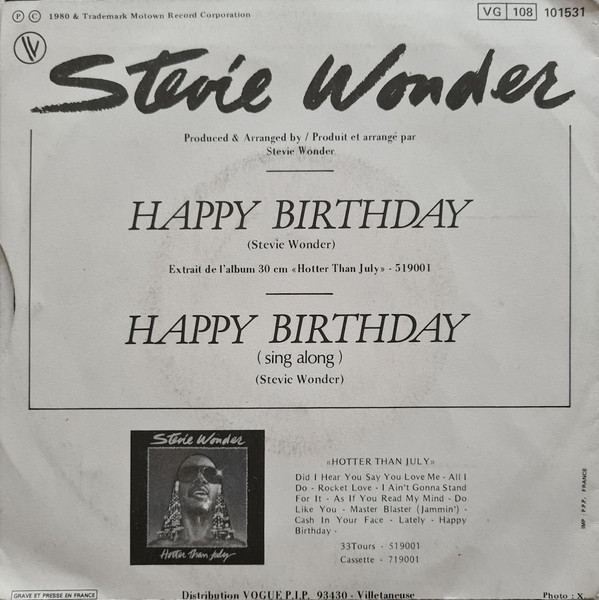 Ⓟ Ⓒ 1980 & Trademark Motown Record Corporation
VG 108 101531
V
Stevie Wonder
Produced & Arranged by / Produit et arrangé par
Stevie Wonder
HAPPY BIRTHDAY
(Stevie Wonder)
Extrait de l'album 30 cm «Hotter Than July» - 519001
HAPPY BIRTHDAY
( sing along )
(Stevie Wonder)
Stevie Wonder
Hotter Than July
«HOTTER THAN JULY»
Did I Hear You Say You Love Me - All I
Do - Rocket Love - I Ain't Gonna Stand
For It - As If You Read My Mind - Do
Like You - Master Blaster (Jammin') -
Cash In Your Face - Lately - Happy
Birthday -
33Tours - 519001
Cassette - 719001
IMP. P.P.P. FRANCE
GRAVE ET PRESSE EN FRANCE
Distribution VOGUE P.I.P. 93430 - Villetaneuse
Photo : X.